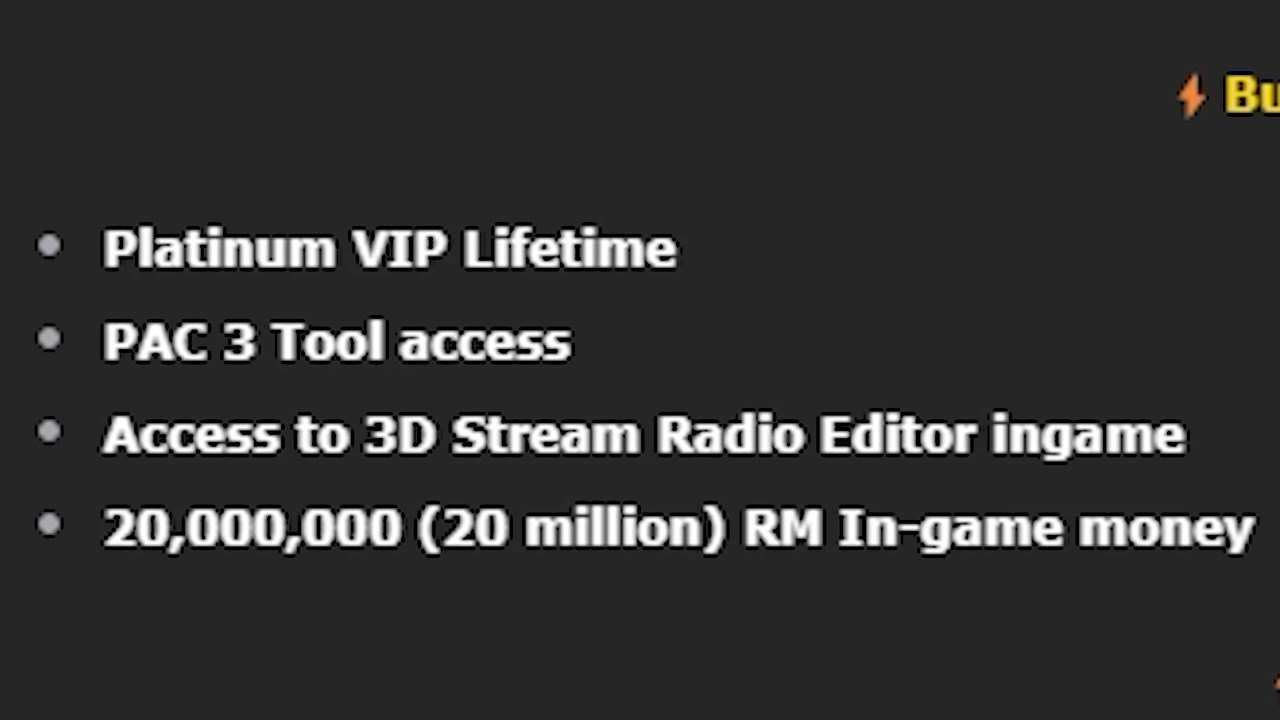 Platinum VIP Lifetime
PAC 3 Tool access
Access to 3D Stream Radio Editor ingame
20,000,000 (20 million) RM In-game money